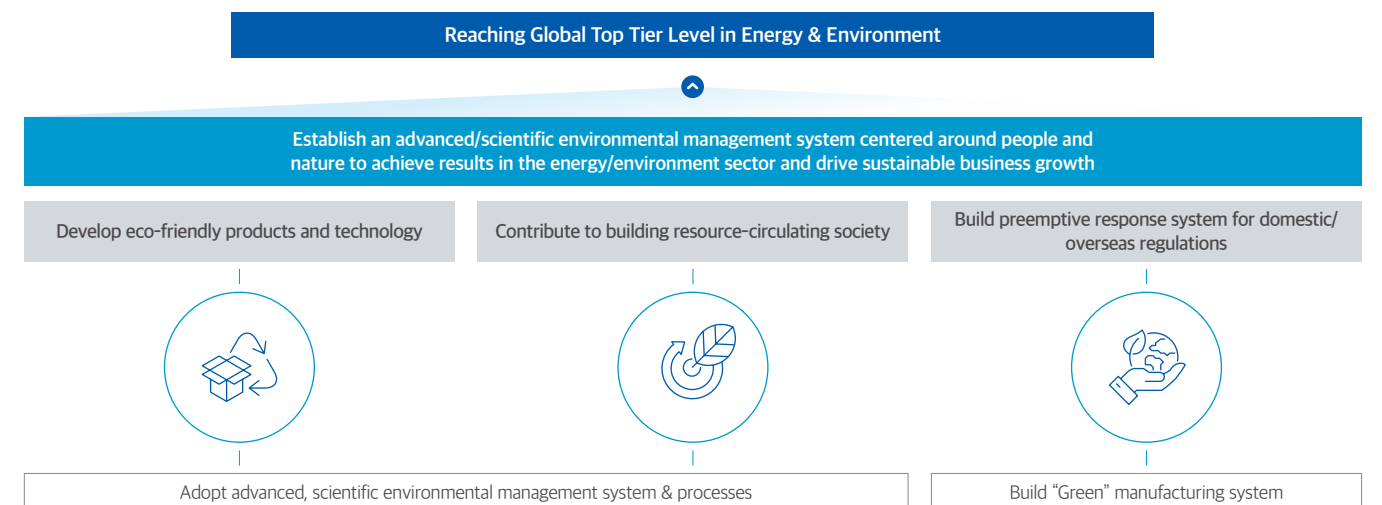 Reaching Global Top Tier Level in Energy & Environment
Establish an advanced/scientific environmental management system centered around people and
nature to achieve results in the energy/environment sector and drive sustainable business growth
Develop eco-friendly products and technology
Contribute to building resource-circulating society
Build preemptive response system for domestic/
overseas regulations
Adopt advanced, scientific environmental management system & processes
Build “Green” manufacturing system